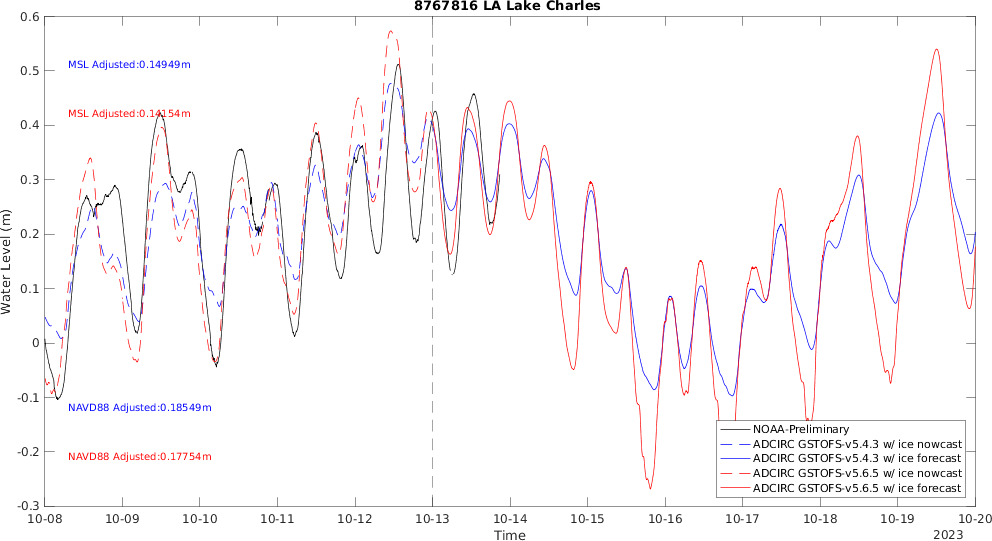 8767816 LA Lake Charles
0.6
0.5
0.4
0.3
0.2
0.1
0
-0.1
-0.2
-0.3
Water Level (m)
MSL Adjusted:0.14949m
MSL Adjusted:0.14154m
NAVD88 Adjusted:0.18549m
NAVD88 Adjusted:0.17754m
NOAA-Preliminary
ADCIRC GSTOFS-v5.4.3 w/ ice nowcast
ADCIRC GSTOFS-v5.4.3 w/ ice forecast
ADCIRC GSTOFS-v5.6.5 w/ ice nowcast
ADCIRC GSTOFS-v5.6.5 w/ ice forecast
10-08 10-09 10-10 10-11 10-12 10-13 10-14 10-15 10-16 10-17 10-18 10-19 10-20
Time
2023